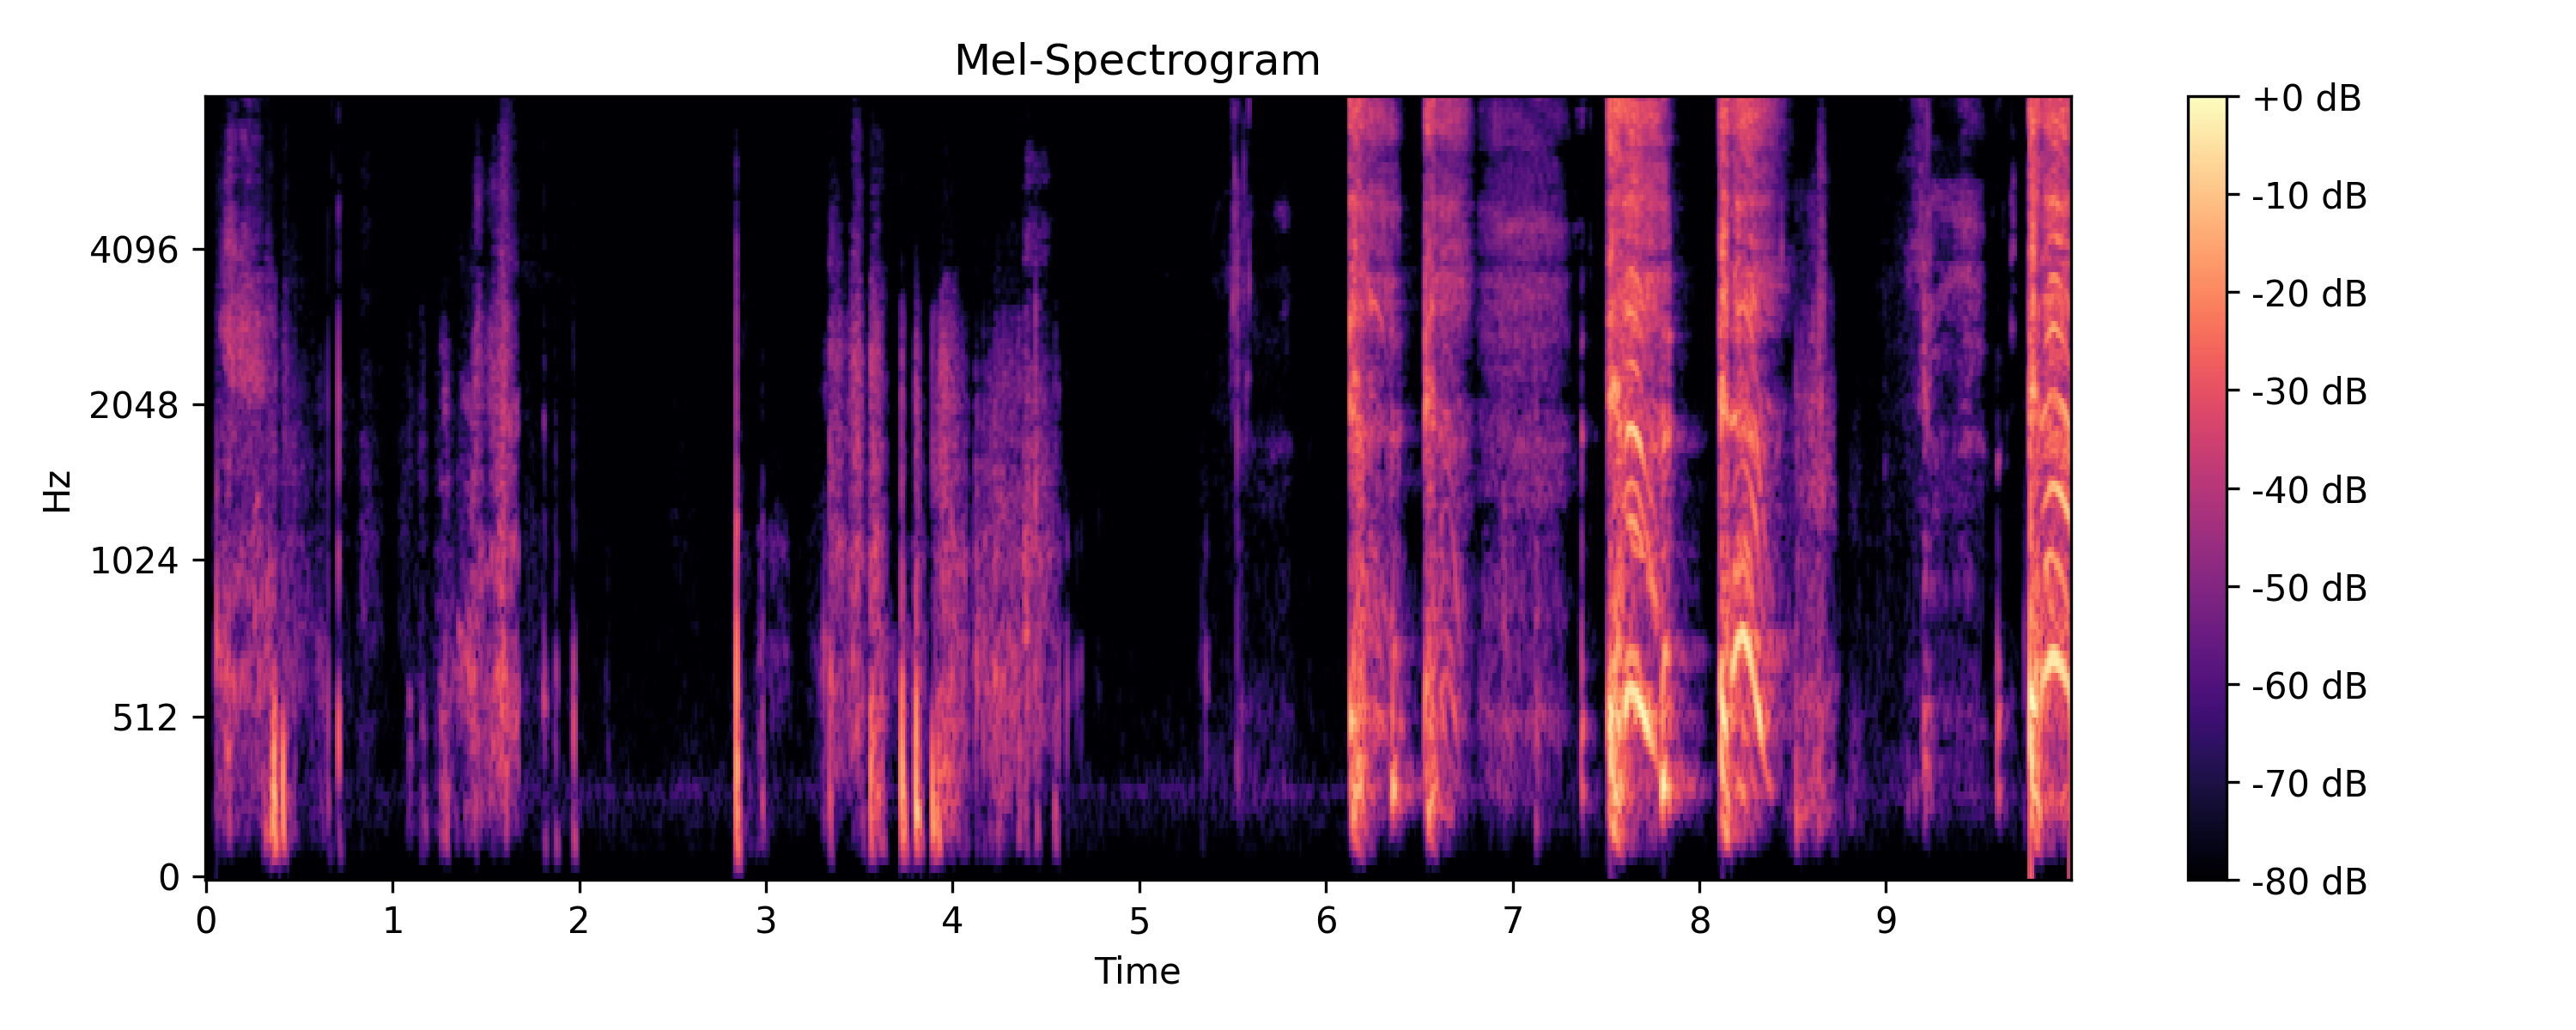 Mel-Spectrogram
+0 dB
-10 dB
-20 dB
-30 dB
-40 dB
-50 dB
-60 dB
-70 dB
-80 dB
Hz
4096
2048
1024
512
0
0 1 2 3 4 5 6 7 8 9
Time